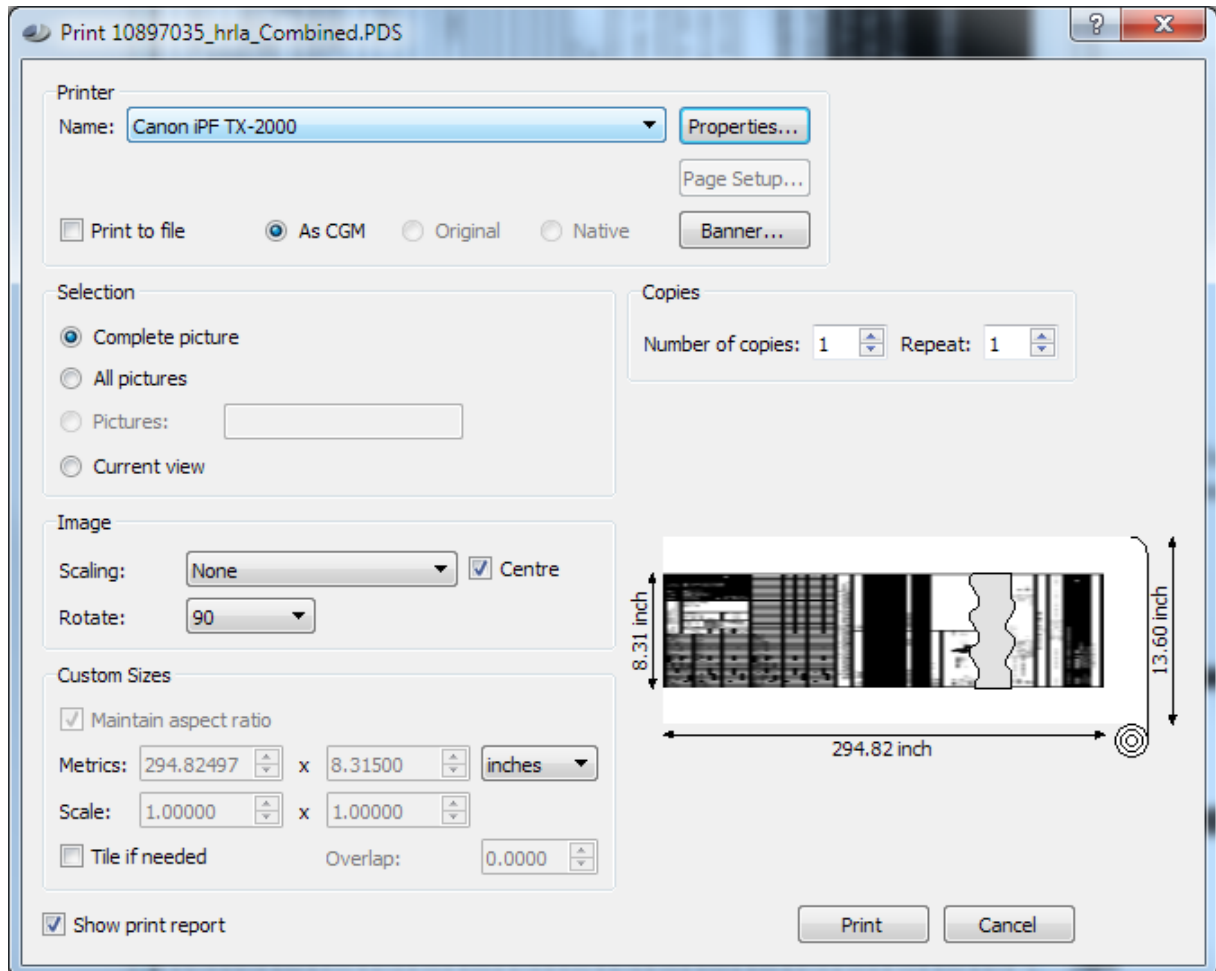 Print 10897035_hrla_Combined.PDS
Printer
Name: Canon iPF TX-2000 Properties...
Page Setup...
Print to file As CGM Original Native Banner...
Selection
Complete picture
All pictures
Pictures:
Current view
Copies
Number of copies: 1 Repeat: 1
Image
Scaling: None Centre
Rotate: 90
8.31 inch
13.60 inch
294.82 inch
Custom Sizes
Maintain aspect ratio
Metrics: 294.82497 x 8.31500 inches
Scale: 1.00000 x 1.00000
Tile if needed Overlap: 0.0000
Show print report Print Cancel